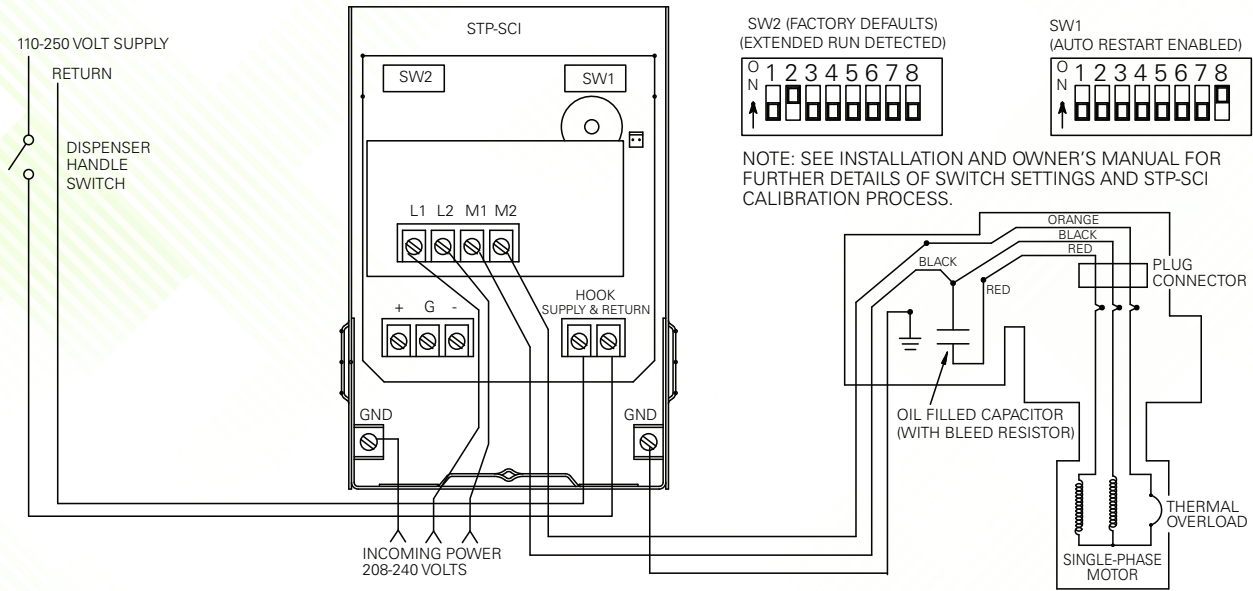 110-250 VOLT SUPPLY
RETURN
DISPENSER
HANDLE
SWITCH
STP-SCI
SW2
SW1
L1 L2 M1 M2
+ G -
HOOK
SUPPLY & RETURN
GND
GND
INCOMING POWER
208-240 VOLTS
SW2 (FACTORY DEFAULTS)
(EXTENDED RUN DETECTED)
ON
1 2 3 4 5 6 7 8
SW1
(AUTO RESTART ENABLED)
ON
1 2 3 4 5 6 7 8
NOTE: SEE INSTALLATION AND OWNER'S MANUAL FOR
FURTHER DETAILS OF SWITCH SETTINGS AND STP-SCI
CALIBRATION PROCESS.
ORANGE
BLACK
RED
BLACK
RED
PLUG
CONNECTOR
OIL FILLED CAPACITOR
(WITH BLEED RESISTOR)
THERMAL
OVERLOAD
SINGLE-PHASE
MOTOR